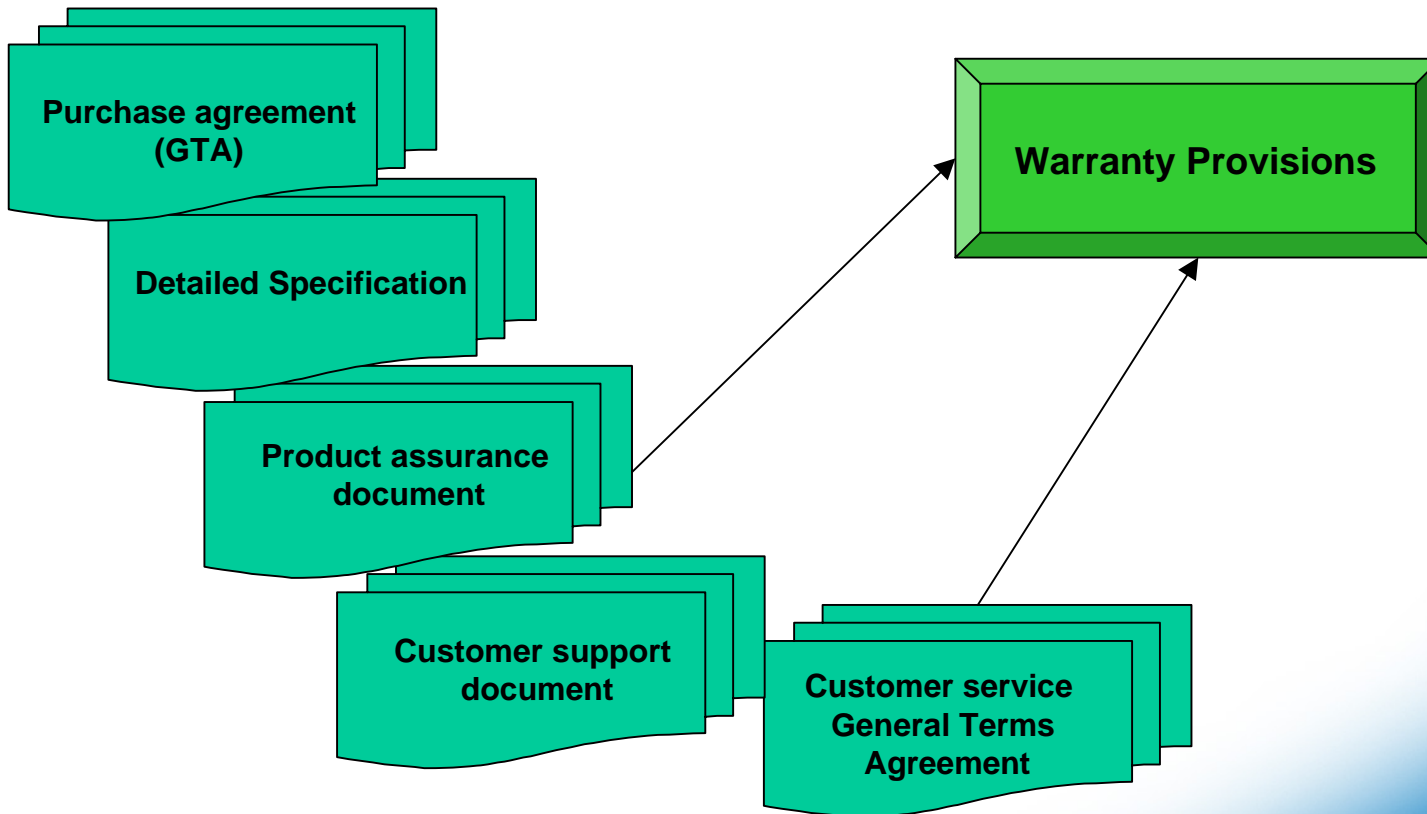 Purchase agreement
(GTA)
Warranty Provisions
Detailed Specification
Product assurance
document
Customer support
document
Customer service
General Terms
Agreement